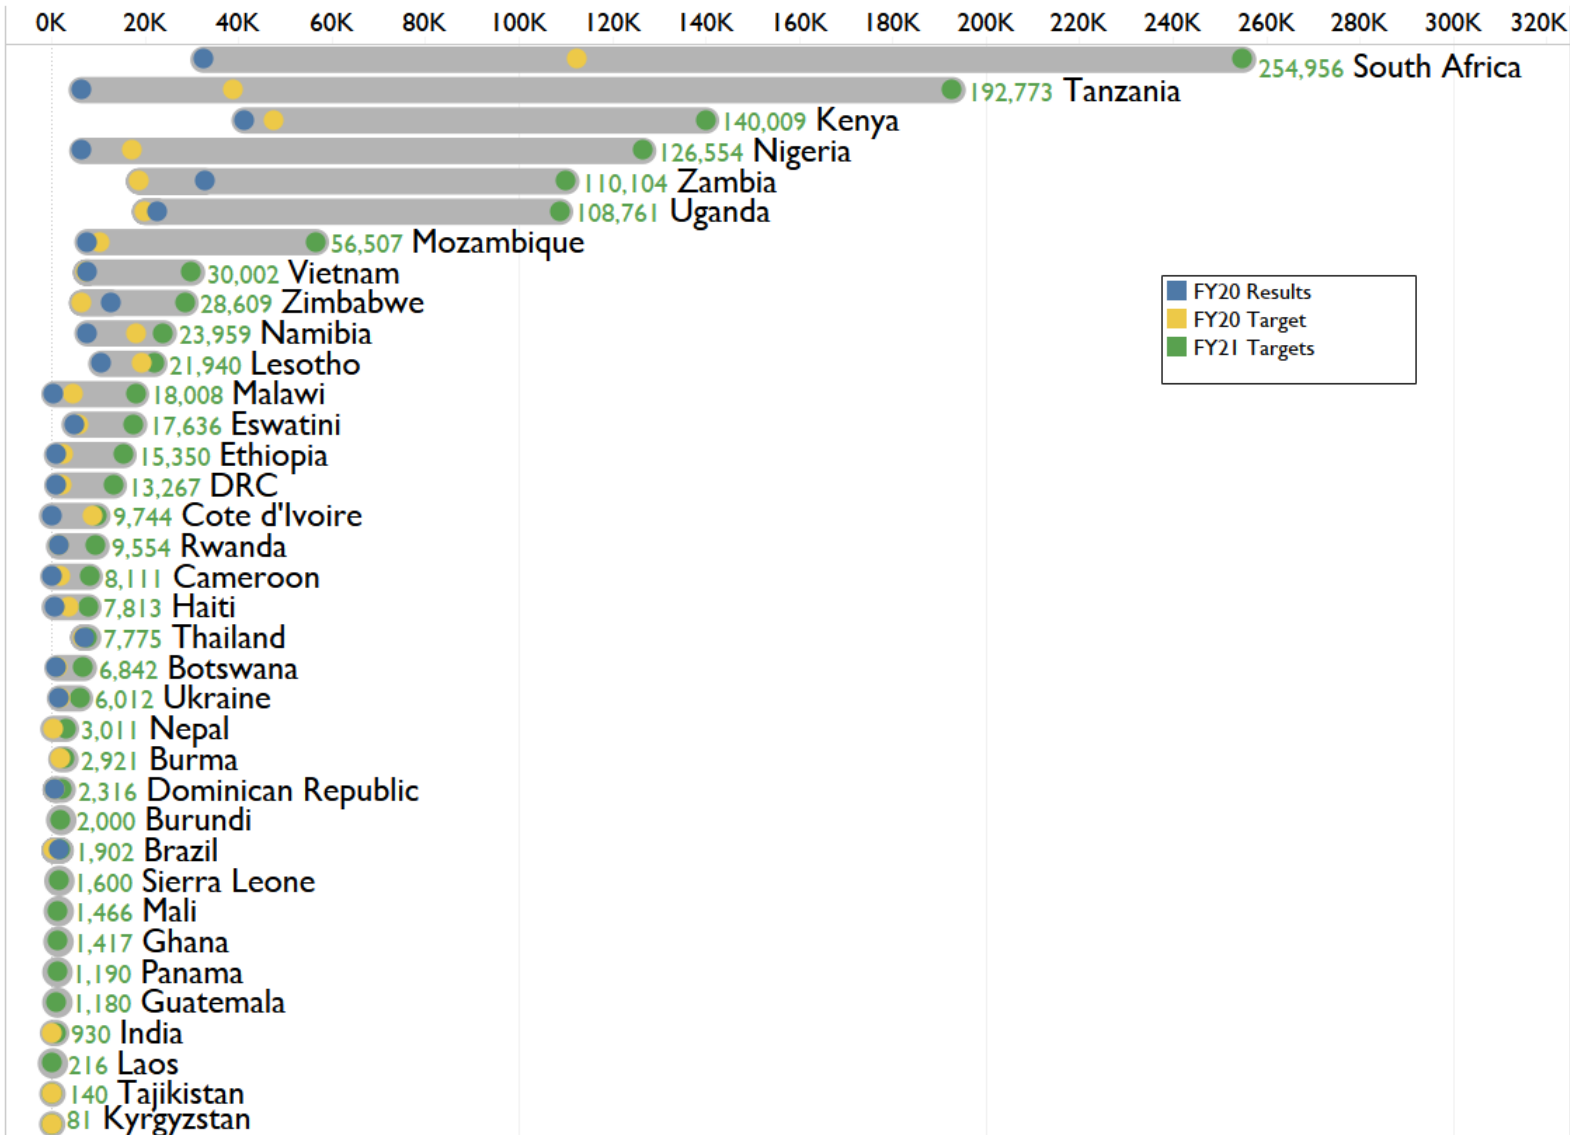 0K 20K 40K 60K 80K 100K 120K 140K 160K 180K 200K 220K 240K 260K 280K 300K 320K
254,956 South Africa
192,773 Tanzania
140,009 Kenya
126,554 Nigeria
110,104 Zambia
108,761 Uganda
56,507 Mozambique
30,002 Vietnam
28,609 Zimbabwe
23,959 Namibia
21,940 Lesotho
18,008 Malawi
17,636 Eswatini
15,350 Ethiopia
13,267 DRC
9,744 Cote d'Ivoire
9,554 Rwanda
8,111 Cameroon
7,813 Haiti
7,775 Thailand
6,842 Botswana
6,012 Ukraine
3,011 Nepal
2,921 Burma
2,316 Dominican Republic
2,000 Burundi
1,902 Brazil
1,600 Sierra Leone
1,466 Mali
1,417 Ghana
1,190 Panama
1,180 Guatemala
930 India
216 Laos
140 Tajikistan
81 Kyrgyzstan
FY20 Results
FY20 Target
FY21 Targets